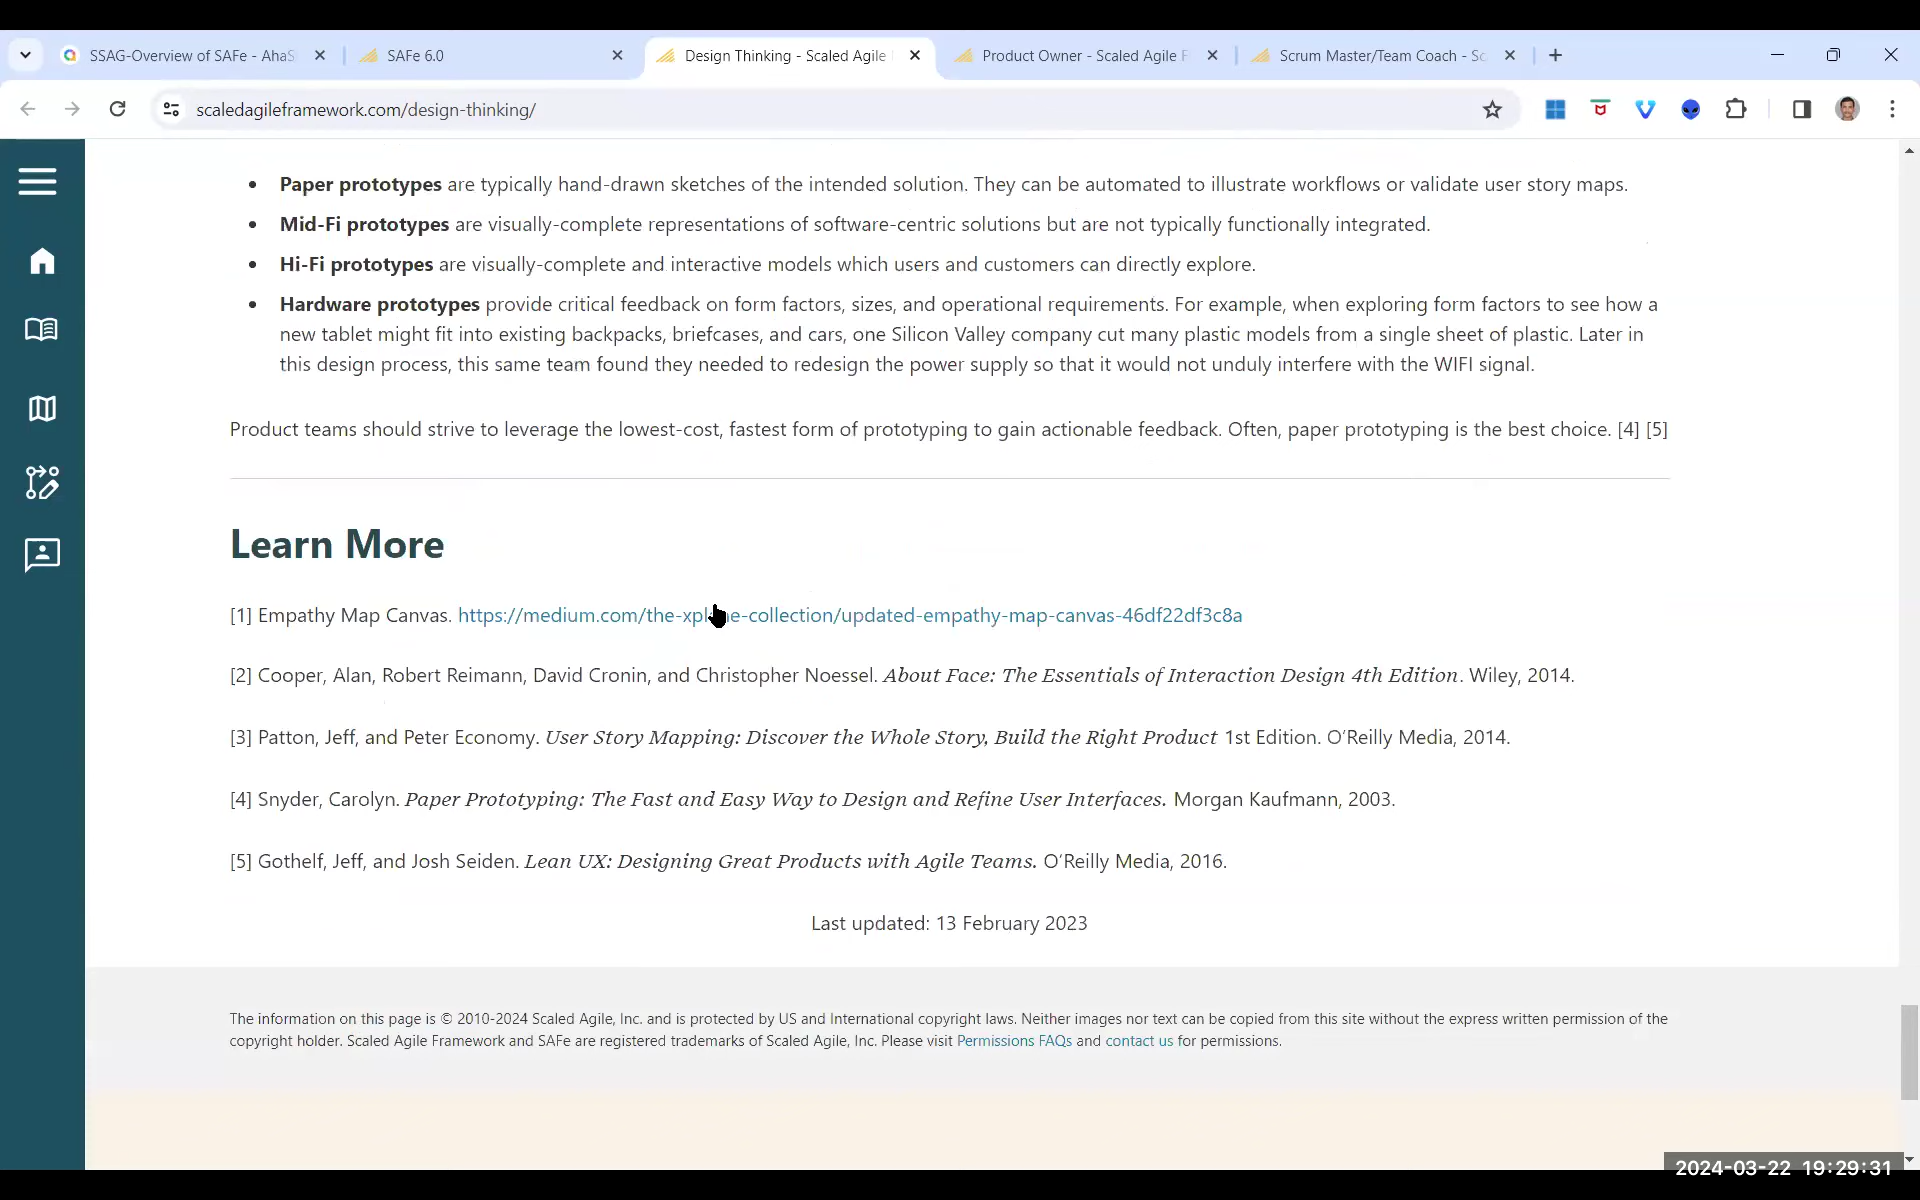 SSAG-Overview of SAFe - AhaS
SAFe 6.0
Design Thinking - Scaled Agile
Product Owner - Scaled Agile F
Scrum Master/Team Coach - Sc
scaledagileframework.com/design-thinking/
• Paper prototypes are typically hand-drawn sketches of the intended solution. They can be automated to illustrate workflows or validate user story maps.
• Mid-Fi prototypes are visually-complete representations of software-centric solutions but are not typically functionally integrated.
• Hi-Fi prototypes are visually-complete and interactive models which users and customers can directly explore.
• Hardware prototypes provide critical feedback on form factors, sizes, and operational requirements. For example, when exploring form factors to see how a
new tablet might fit into existing backpacks, briefcases, and cars, one Silicon Valley company cut many plastic models from a single sheet of plastic. Later in
this design process, this same team found they needed to redesign the power supply so that it would not unduly interfere with the WIFI signal.
Product teams should strive to leverage the lowest-cost, fastest form of prototyping to gain actionable feedback. Often, paper prototyping is the best choice. [4] [5]
Learn More
[1] Empathy Map Canvas. https://medium.com/the-xplane-collection/updated-empathy-map-canvas-46df22df3c8a
[2] Cooper, Alan, Robert Reimann, David Cronin, and Christopher Noessel. About Face: The Essentials of Interaction Design 4th Edition. Wiley, 2014.
[3] Patton, Jeff, and Peter Economy. User Story Mapping: Discover the Whole Story, Build the Right Product 1st Edition. O’Reilly Media, 2014.
[4] Snyder, Carolyn. Paper Prototyping: The Fast and Easy Way to Design and Refine User Interfaces. Morgan Kaufmann, 2003.
[5] Gothelf, Jeff, and Josh Seiden. Lean UX: Designing Great Products with Agile Teams. O’Reilly Media, 2016.
Last updated: 13 February 2023
The information on this page is © 2010-2024 Scaled Agile, Inc. and is protected by US and International copyright laws. Neither images nor text can be copied from this site without the express written permission of the
copyright holder. Scaled Agile Framework and SAFe are registered trademarks of Scaled Agile, Inc. Please visit Permissions FAQs and contact us for permissions.
2024-03-22 19:29:31